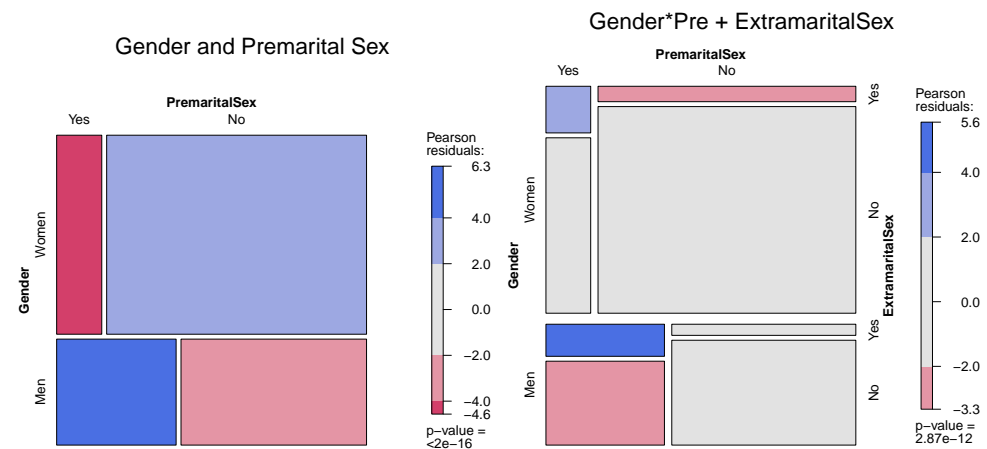 Gender and Premarital Sex
PremaritalSex
Yes
No
Gender
Women
Men
Pearson
residuals:
6.3
4.0
2.0
0.0
−2.0
−4.0
−4.6
p−value =
<2e−16
Gender*Pre + ExtramaritalSex
PremaritalSex
Yes
No
Gender
Women
Men
Yes
No
Yes
No
ExtramaritalSex
Pearson
residuals:
5.6
4.0
2.0
0.0
−2.0
−3.3
p−value =
2.87e−12